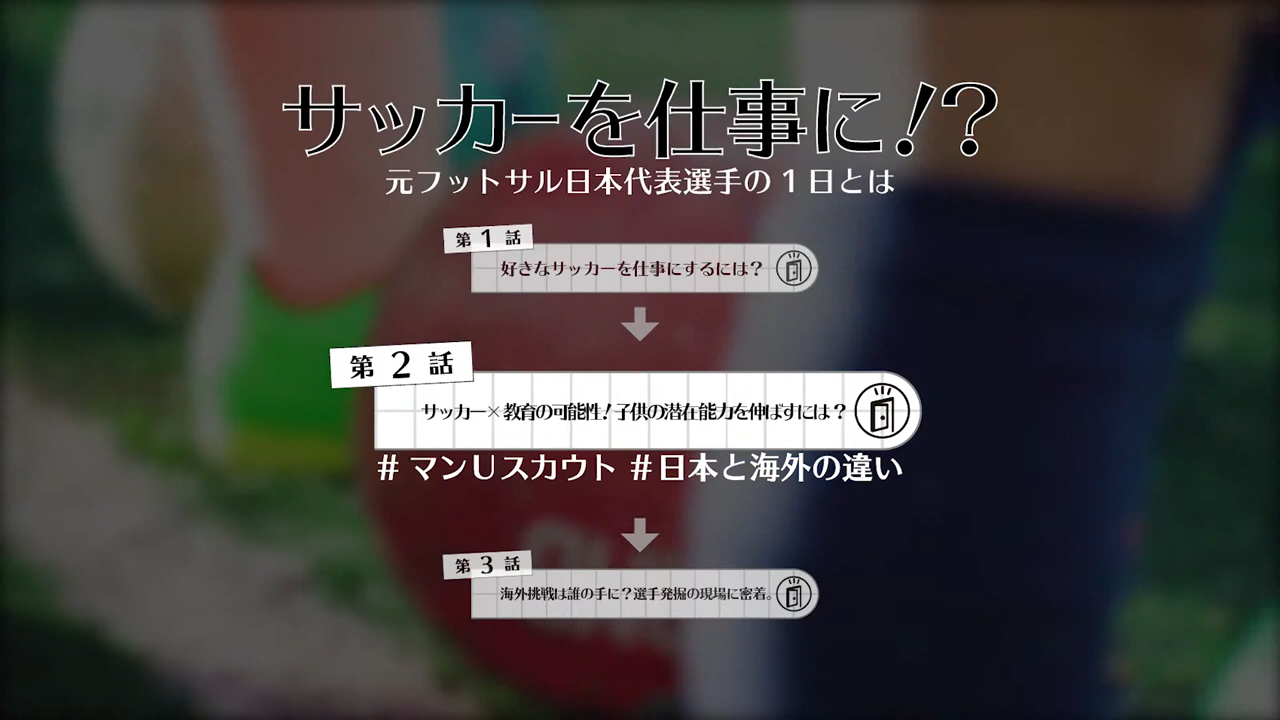 サッカーを仕事に!?
元フットサル日本代表選手の1日とは
第1話
好きなサッカーを仕事にするには?
第2話
サッカー×教育の可能性!子供の潜在能力を伸ばすには?
#マンUスカウト #日本と海外の違い
第3話
海外挑戦は誰の手に?選手発掘の現場に密着。